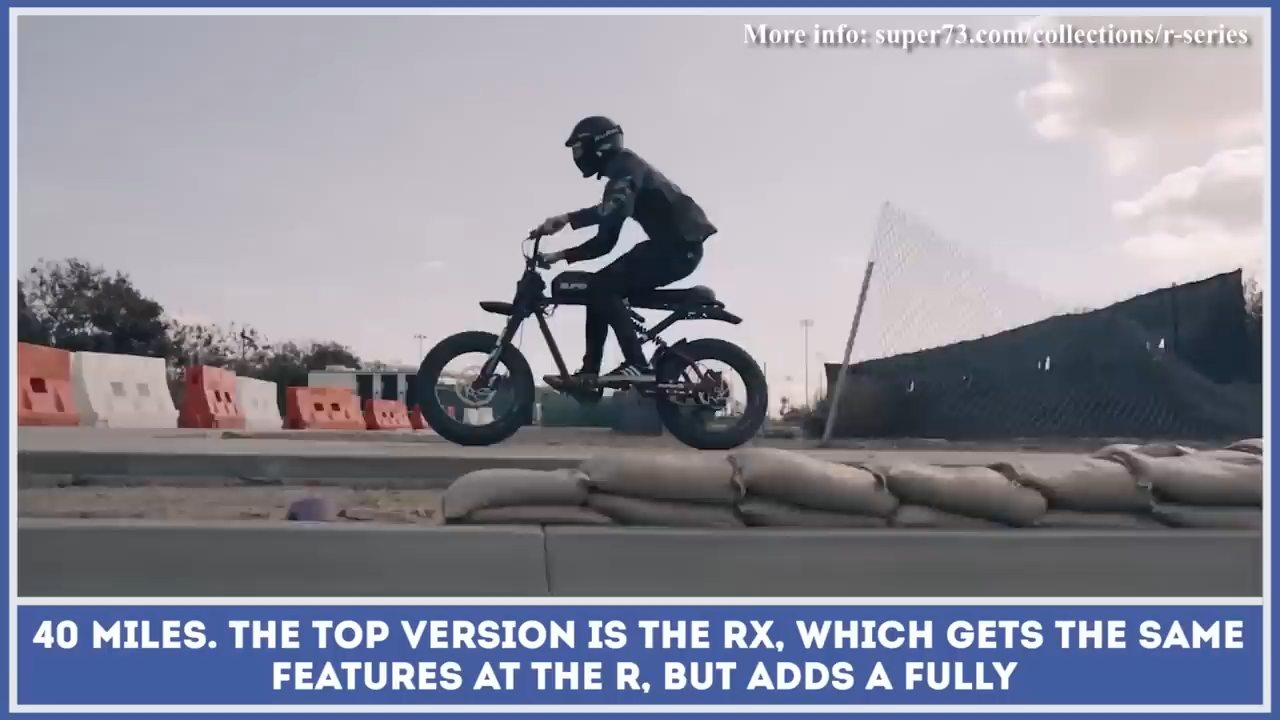 More info: super73.com/collections/r-series
SUPER
40 MILES. THE TOP VERSION IS THE RX, WHICH GETS THE SAME
FEATURES AT THE R, BUT ADDS A FULLY